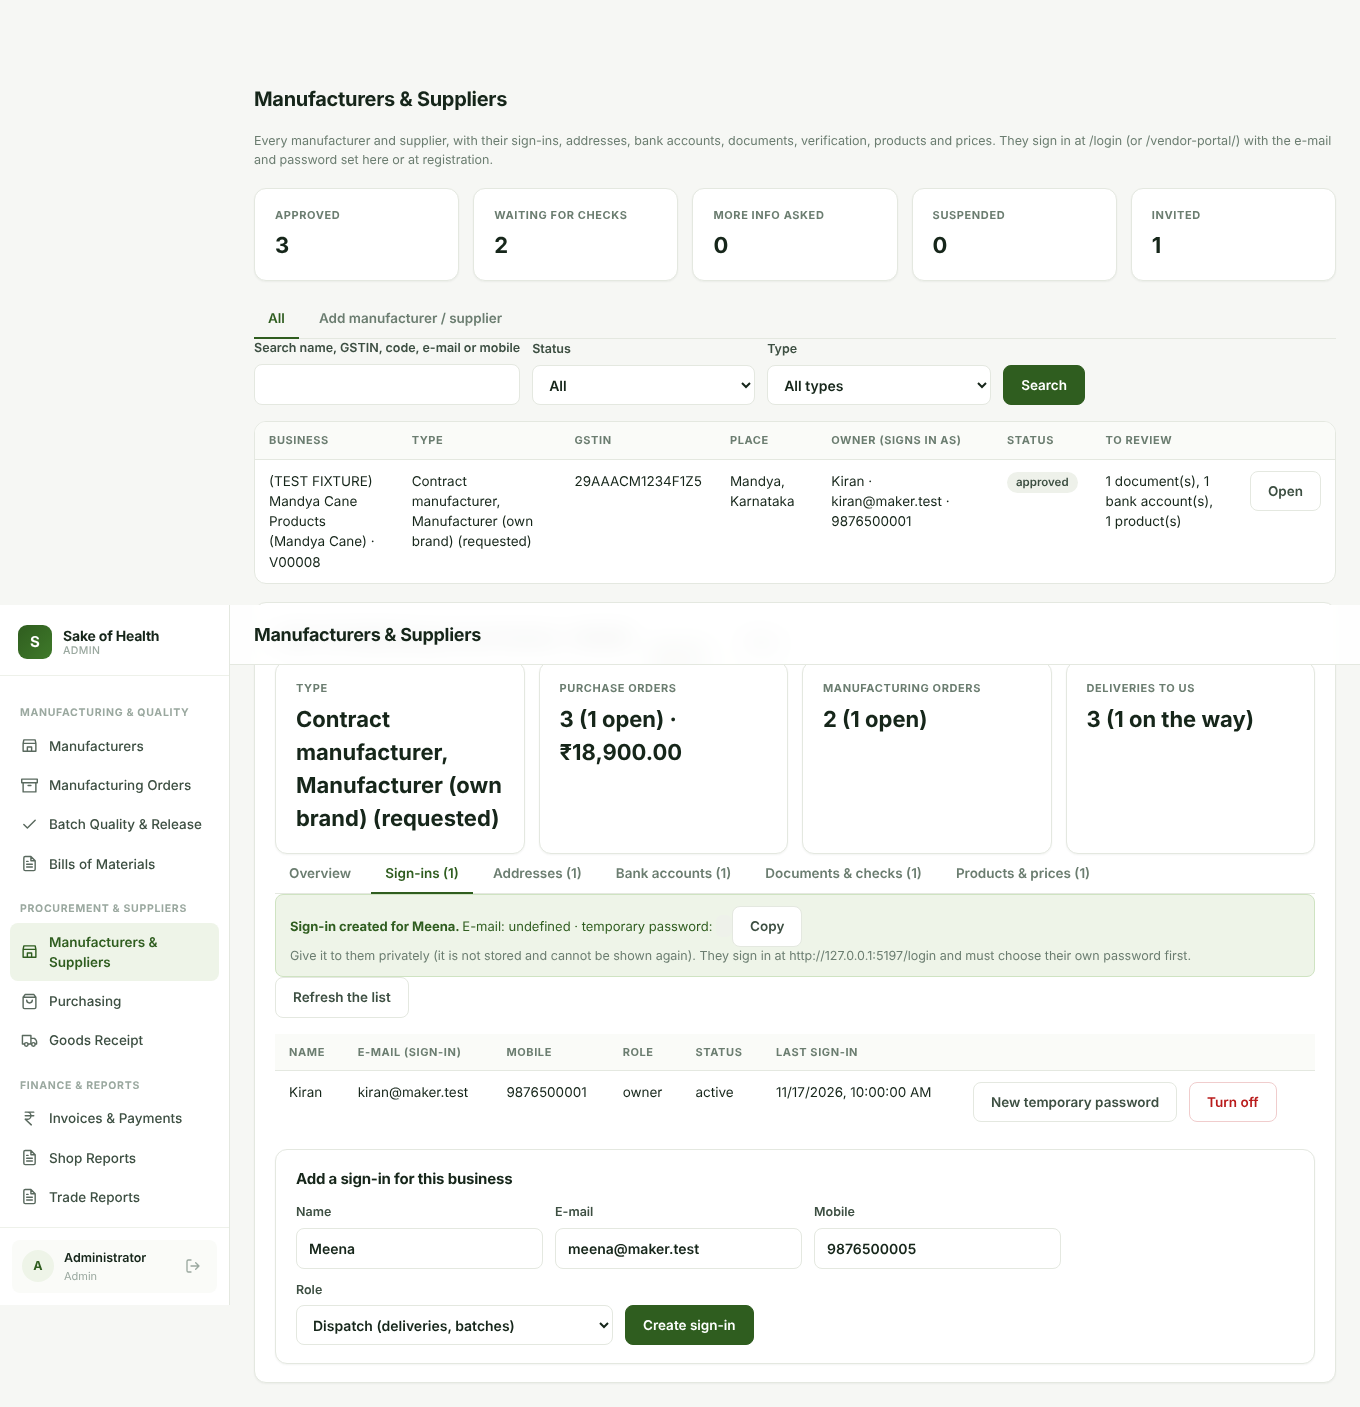 Manufacturers & Suppliers
Every manufacturer and supplier, with their sign-ins, addresses, bank accounts, documents, verification, products and prices. They sign in at /login (or /vendor-portal/) with the e-mail
and password set here or at registration.
APPROVED
3
WAITING FOR CHECKS
2
MORE INFO ASKED
0
SUSPENDED
0
INVITED
1
All
Add manufacturer / supplier
Search name, GSTIN, code, e-mail or mobile
Status
All
Type
All types
Search
BUSINESS TYPE GSTIN PLACE OWNER (SIGNS IN AS) STATUS TO REVIEW
(TEST FIXTURE)
Mandya Cane
Products
(Mandya Cane) ·
V00008
Contract
manufacturer,
Manufacturer (own
brand) (requested)
29AAACM1234F1Z5
Mandya,
Karnataka
Kiran ·
kiran@maker.test ·
9876500001
approved
1 document(s), 1
bank account(s),
1 product(s)
Open
S
Sake of Health
ADMIN
MANUFACTURING & QUALITY
Manufacturers
Manufacturing Orders
Batch Quality & Release
Bills of Materials
PROCUREMENT & SUPPLIERS
Manufacturers &
Suppliers
Purchasing
Goods Receipt
FINANCE & REPORTS
Invoices & Payments
Shop Reports
Trade Reports
A
Administrator
Admin
Manufacturers & Suppliers
TYPE
Contract
manufacturer,
Manufacturer (own
brand) (requested)
PURCHASE ORDERS
3 (1 open) ·
₹18,900.00
MANUFACTURING ORDERS
2 (1 open)
DELIVERIES TO US
3 (1 on the way)
Overview
Sign-ins (1)
Addresses (1)
Bank accounts (1)
Documents & checks (1)
Products & prices (1)
Sign-in created for Meena. E-mail: undefined · temporary password:
Copy
Give it to them privately (it is not stored and cannot be shown again). They sign in at http://127.0.0.1:5197/login and must choose their own password first.
Refresh the list
NAME E-MAIL (SIGN-IN) MOBILE ROLE STATUS LAST SIGN-IN
Kiran kiran@maker.test 9876500001 owner active 11/17/2026, 10:00:00 AM
New temporary password
Turn off
Add a sign-in for this business
Name
Meena
E-mail
meena@maker.test
Mobile
9876500005
Role
Dispatch (deliveries, batches)
Create sign-in